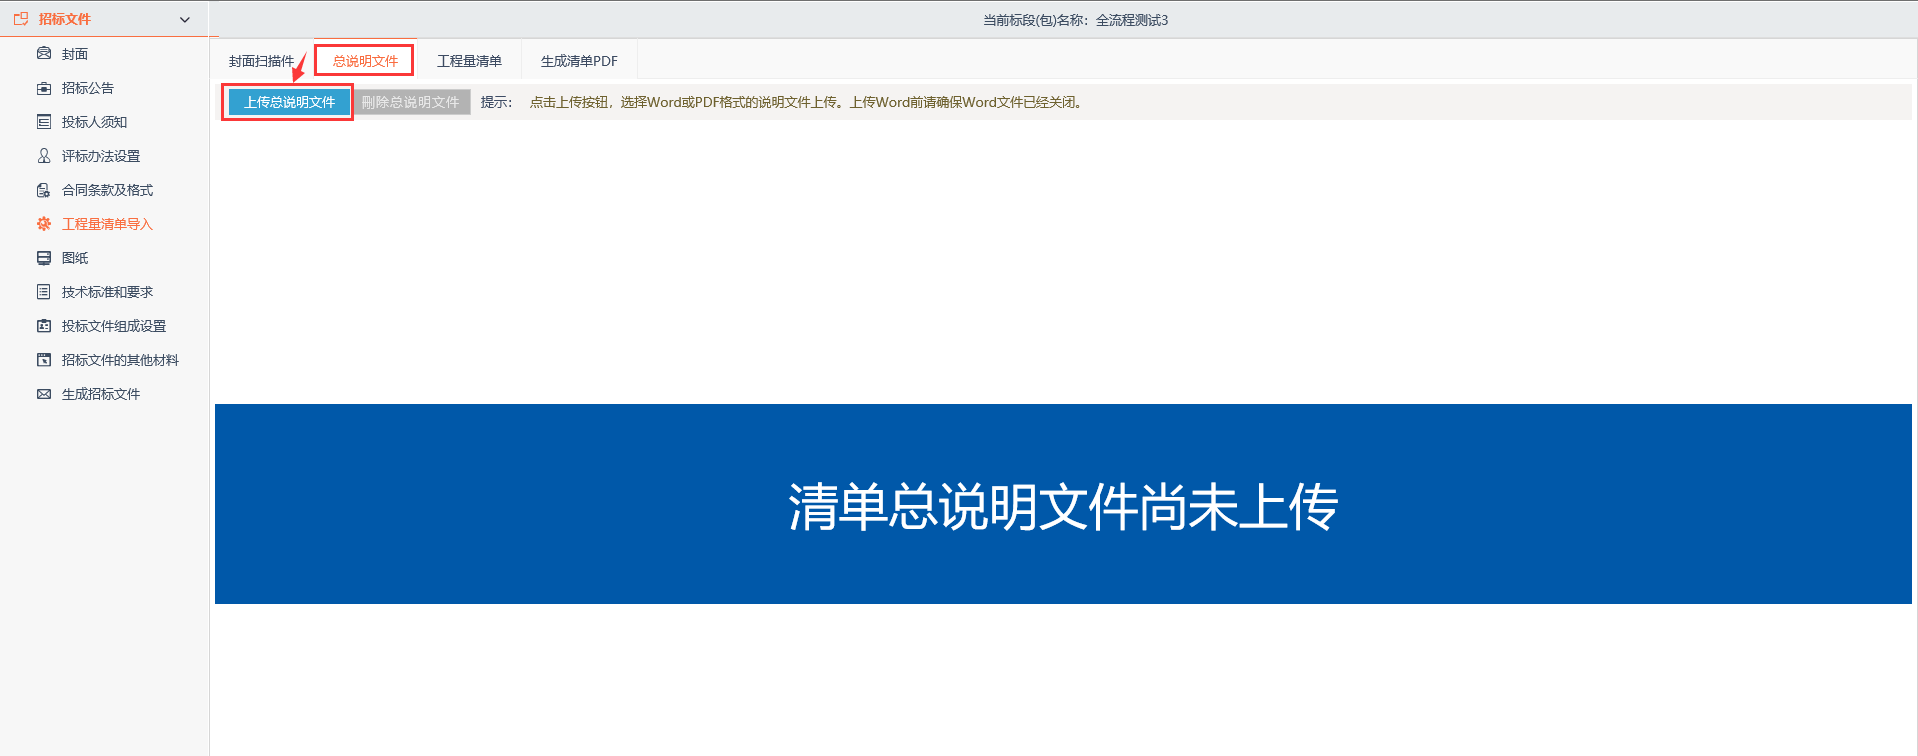 招标文件
当前标段(包)名称：全流程测试3
封面
招标公告
投标人须知
评标办法设置
合同条款及格式
工程量清单导入
图纸
技术标准和要求
投标文件组成设置
招标文件的其他材料
生成招标文件
封面扫描件 总说明文件 工程量清单 生成清单PDF
上传总说明文件 刪除总说明文件 提示： 点击上传按钮，选择Word或PDF格式的说明文件上传。上传Word前请确保Word文件已经关闭。
清单总说明文件尚未上传